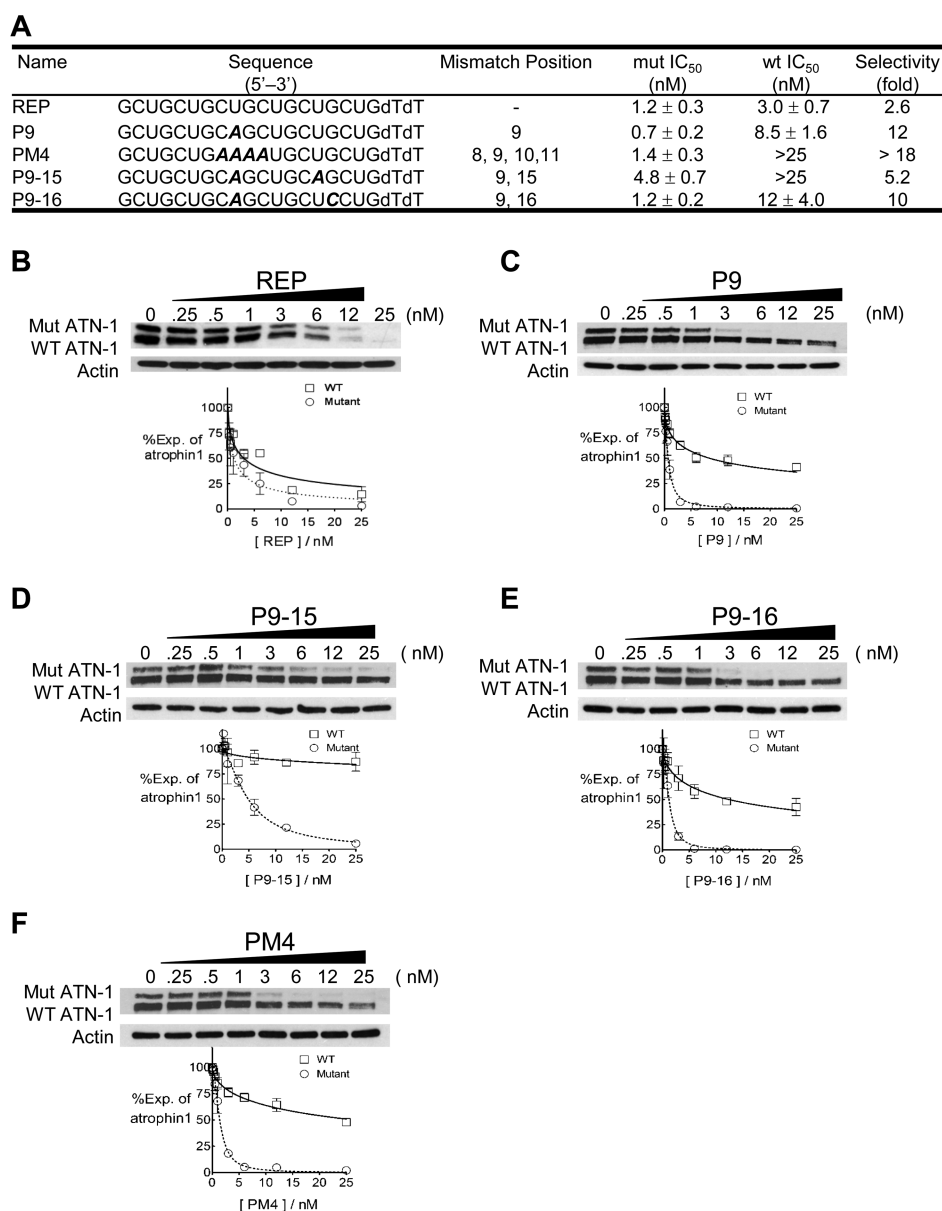 A
Name Sequence Mismatch Position mut IC50 wt IC50 Selectivity
(5'–3') (nM) (nM) (fold)
REP GCUGCUGCUGCUGCUGCUGdTdT - 1.2 ± 0.3 3.0 ± 0.7 2.6
P9 GCUGCUGCAGCUGCUGCUGdTdT 9 0.7 ± 0.2 8.5 ± 1.6 12
PM4 GCUGCUGAAAAUGCUGCUGdTdT 8, 9, 10,11 1.4 ± 0.3 >25 > 18
P9-15 GCUGCUGCAGCUGCAGCUGdTdT 9, 15 4.8 ± 0.7 >25 5.2
P9-16 GCUGCUGCAGCUGCUCCUGdTdT 9, 16 1.2 ± 0.2 12 ± 4.0 10
B
REP
0 .25 .5 1 3 6 12 25 (nM)
Mut ATN-1
WT ATN-1
Actin
WT
Mutant
%Exp. of
atrophin1
100
75
50
25
0
0 5 10 15 20 25
[ REP] / nM
C
P9
0 .25 .5 1 3 6 12 25 (nM)
Mut ATN-1
WT ATN-1
Actin
WT
Mutant
%Exp. of
atrophin1
100
75
50
25
0
0 5 10 15 20 25
[ P9] / nM
D
P9-15
0 .25 .5 1 3 6 12 25 ( nM)
Mut ATN-1
WT ATN-1
Actin
WT
Mutant
%Exp. of
atrophin1
100
75
50
25
0
0 5 10 15 20 25
[ P9-15] / nM
E
P9-16
0 .25 .5 1 3 6 12 25 ( nM)
Mut ATN-1
WT ATN-1
Actin
WT
Mutant
%Exp. of
atrophin1
100
75
50
25
0
0 5 10 15 20 25
[ P9-16] / nM
F
PM4
0 .25 .5 1 3 6 12 25 ( nM)
Mut ATN-1
WT ATN-1
Actin
WT
Mutant
%Exp. of
atrophin1
100
75
50
25
0
0 5 10 15 20 25
[ PM4] / nM